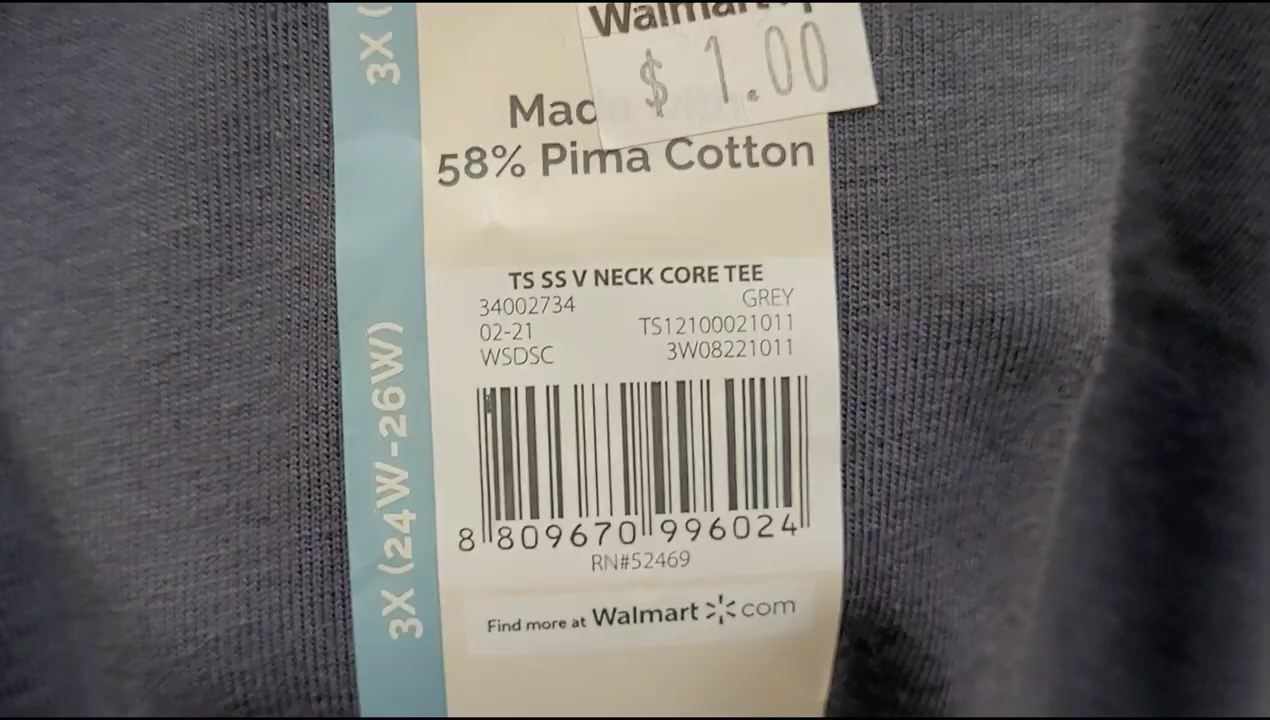 Walmart
$ 1.00
3X (
Mad
58% Pima Cotton
TS SS V NECK CORE TEE
34002734 GREY
02-21 TS12100021011
WSDSC 3W08221011
8 809670 996024
RN#52469
Find more at Walmart com
3X (24W-26W)